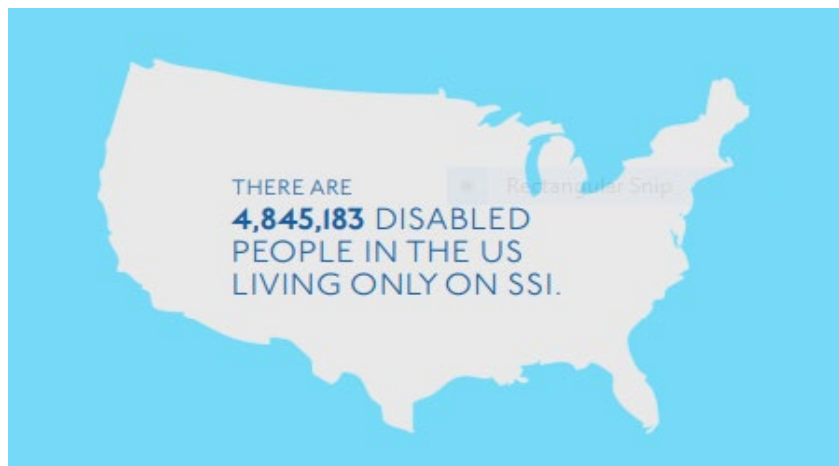 Rectangular Snip
THERE ARE
4,845,183 DISABLED
PEOPLE IN THE US
LIVING ONLY ON SSI.